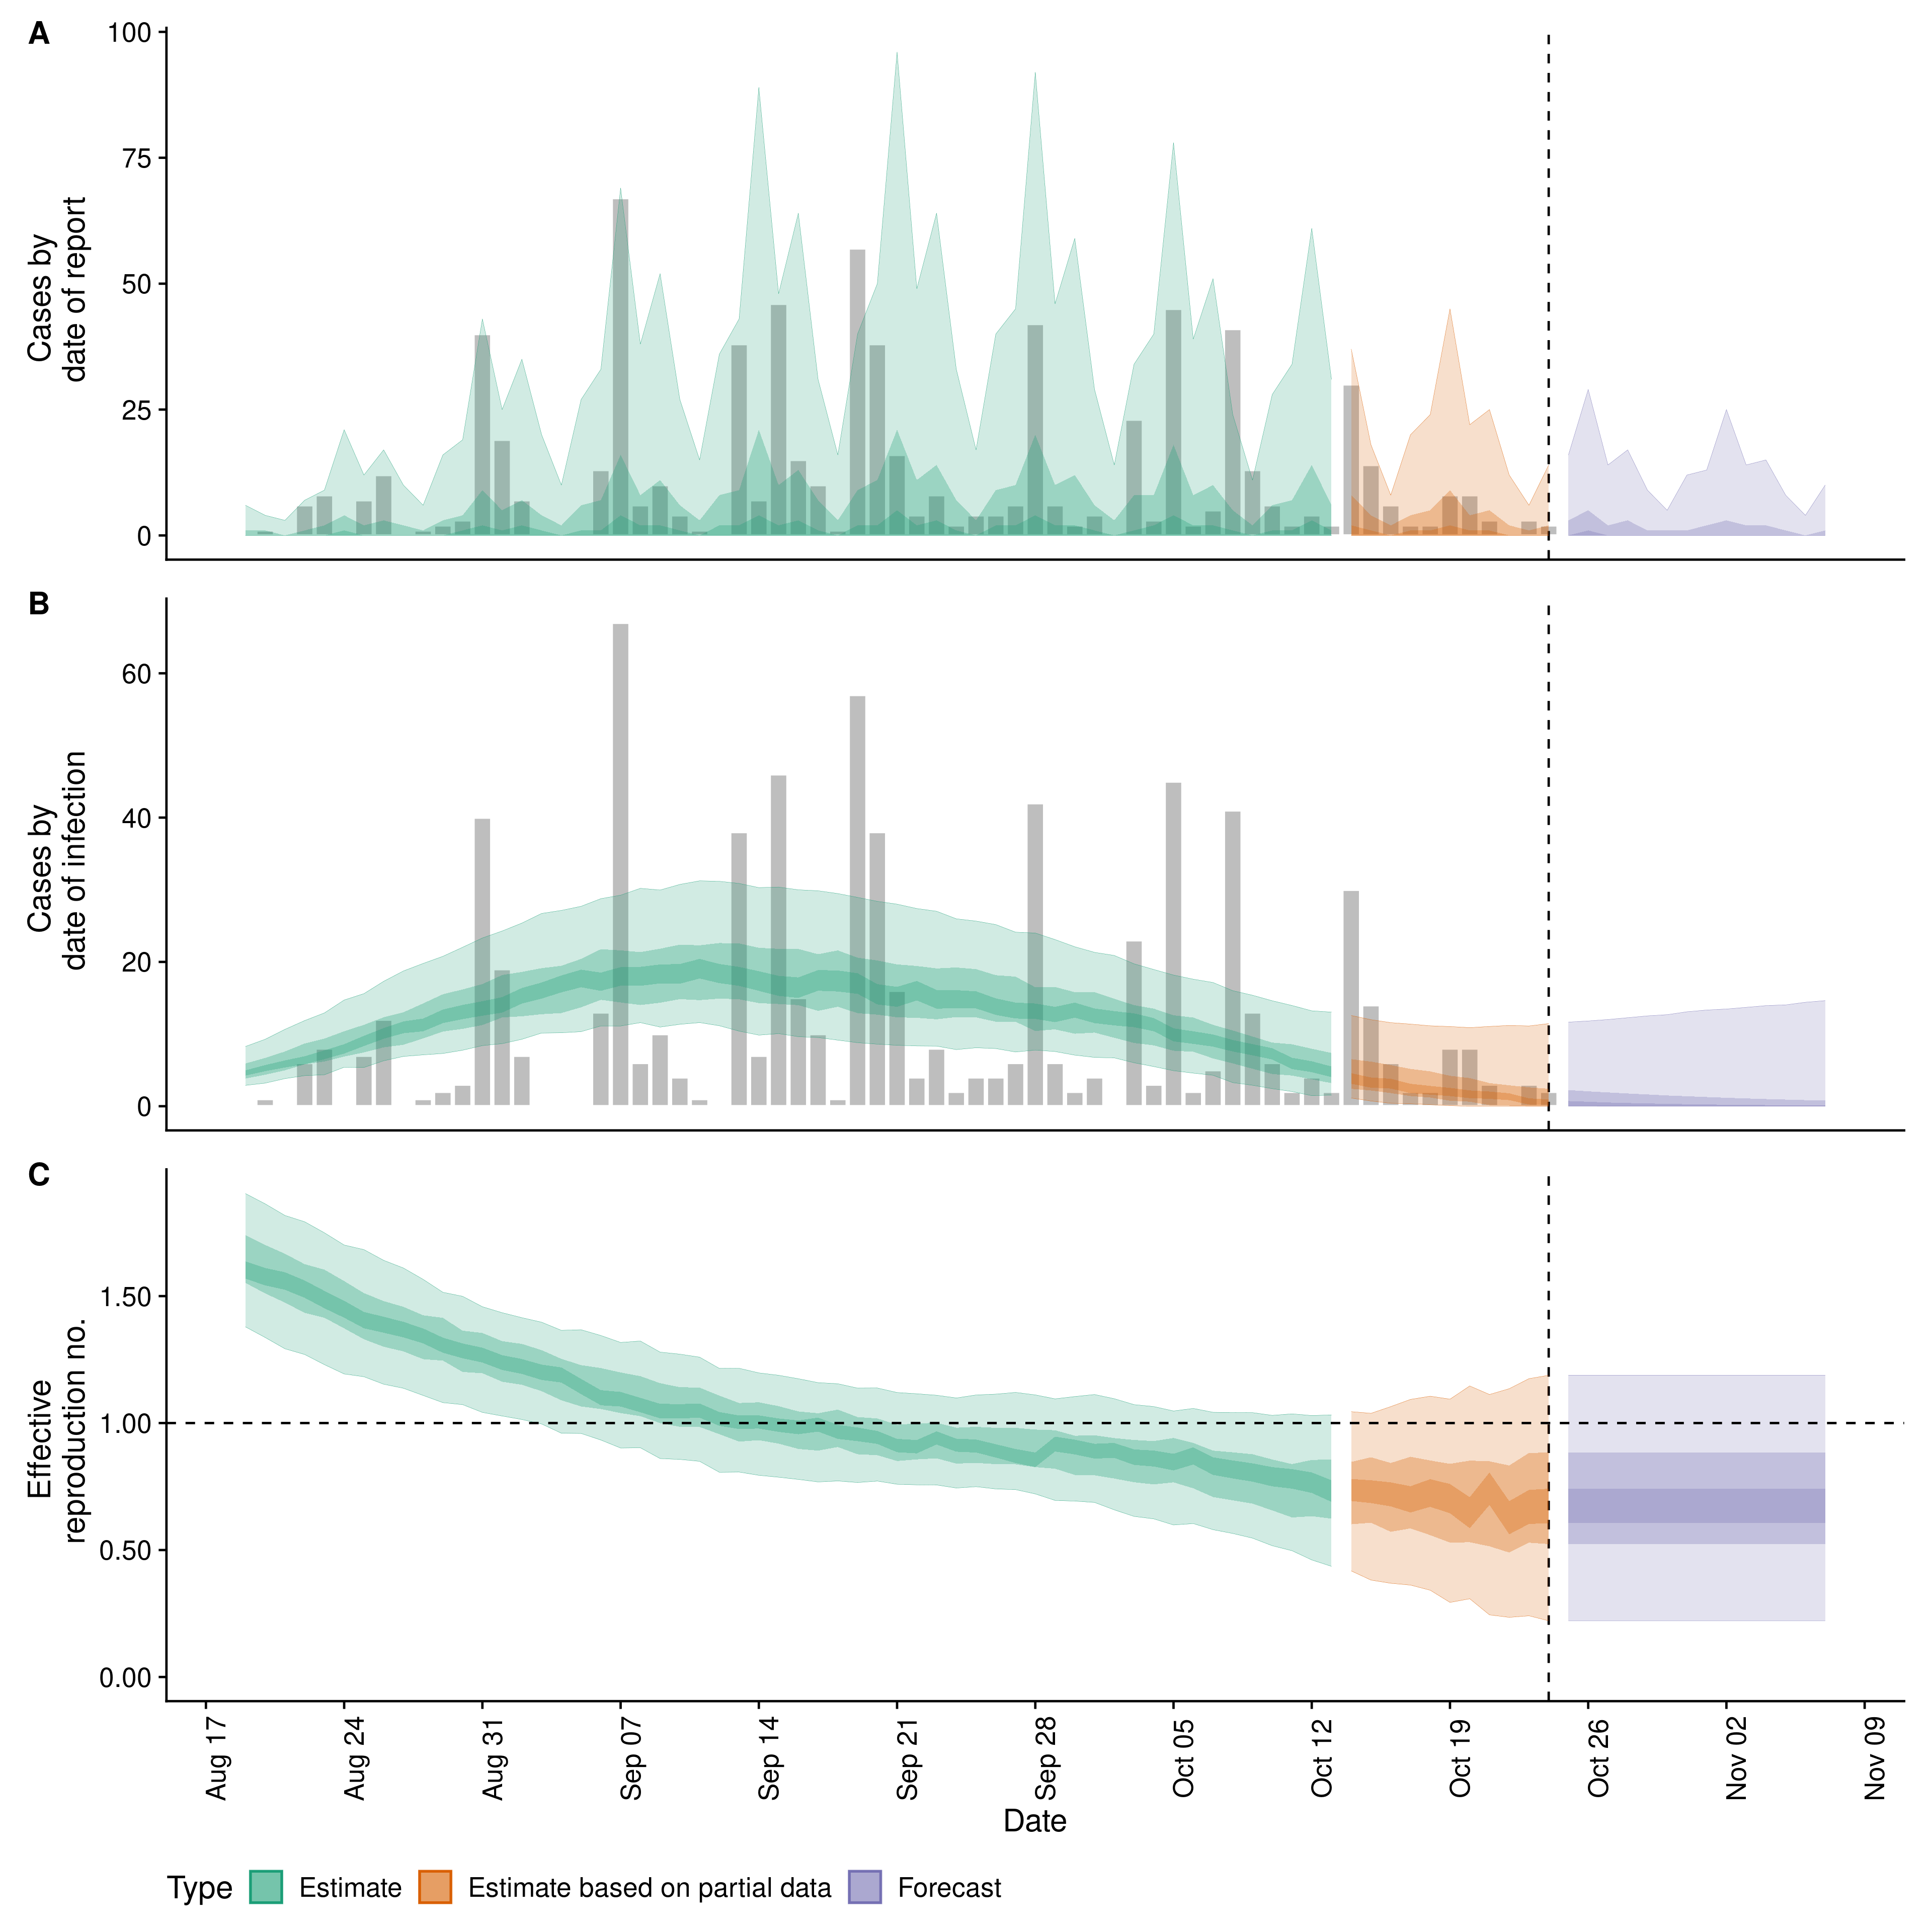 A
100
75
50
25
0
Cases by
date of report
B
60
40
20
0
Cases by
date of infection
C
1.50
1.00
0.50
0.00
Effective
reproduction no.
Aug 17
Aug 24
Aug 31
Sep 07
Sep 14
Sep 21
Sep 28
Oct 05
Oct 12
Oct 19
Oct 26
Nov 02
Nov 09
Date
Type Estimate Estimate based on partial data Forecast